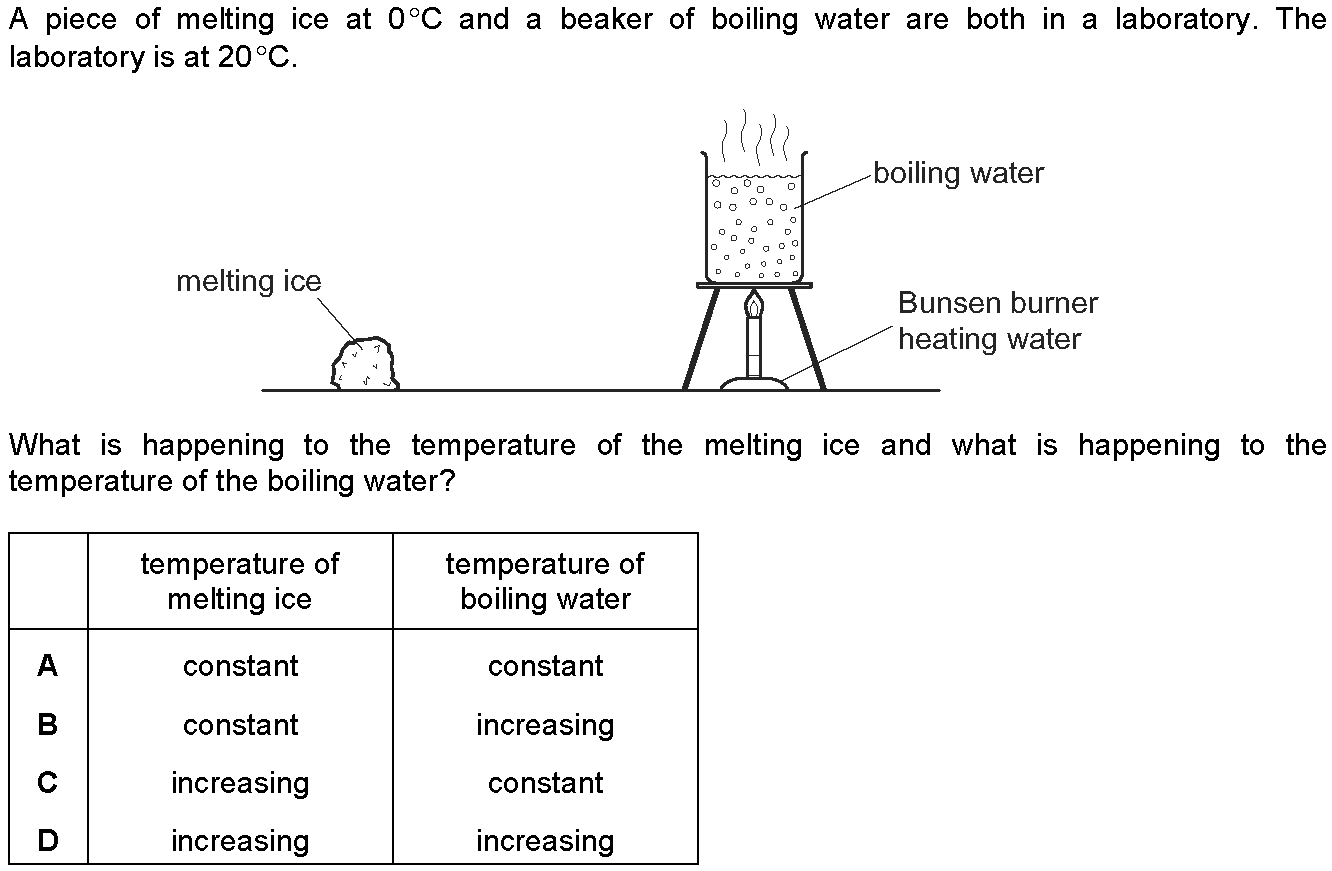 A piece of melting ice at 0°C and a beaker of boiling water are both in a laboratory. The
laboratory is at 20°C.
boiling water
melting ice
Bunsen burner
heating water
What is happening to the temperature of the melting ice and what is happening to the
temperature of the boiling water?
temperature of melting ice
temperature of boiling water
A constant constant
B constant increasing
C increasing constant
D increasing increasing